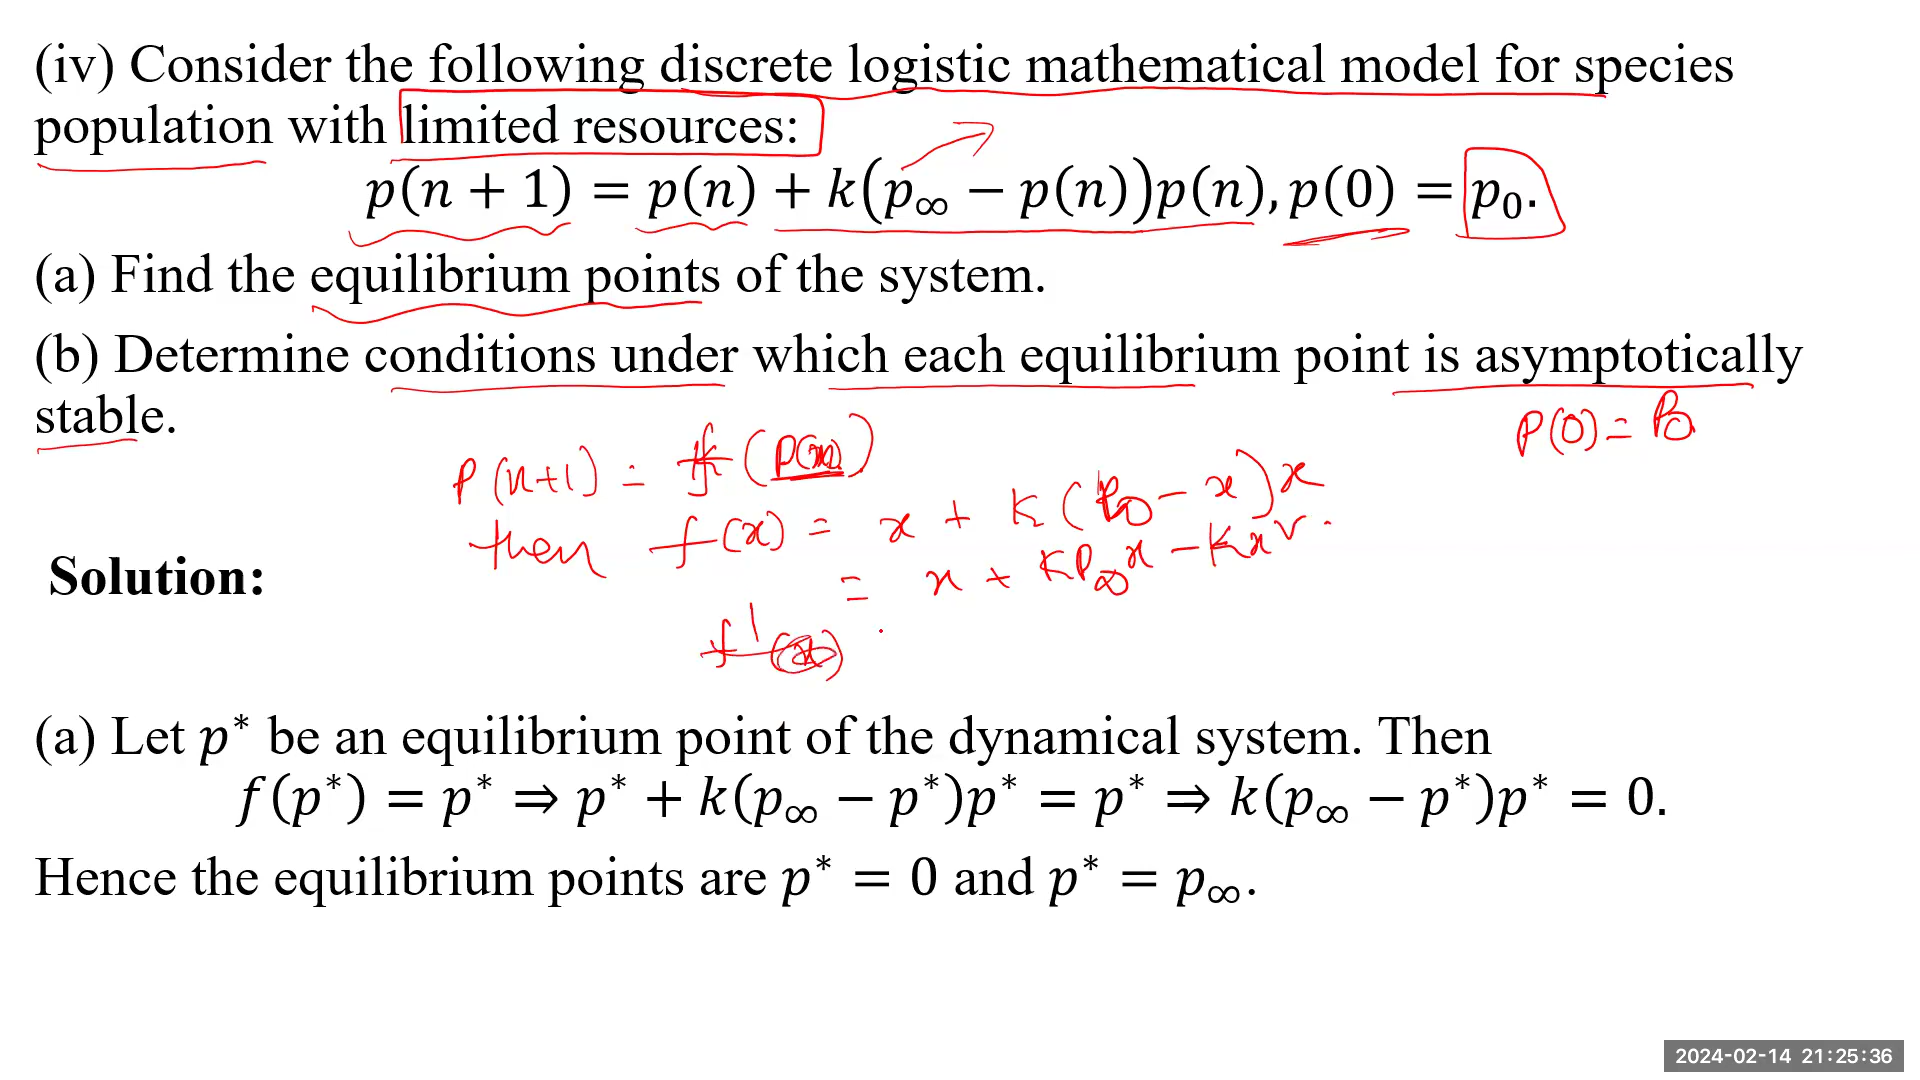 (iv) Consider the following discrete logistic mathematical model for species
population with limited resources:
p(n + 1) = p(n) + k(p∞ − p(n))p(n), p(0) = p₀.
(a) Find the equilibrium points of the system.
(b) Determine conditions under which each equilibrium point is asymptotically
stable.
P(0) = P₀
P(n+1) = f(p(n))
then f(x) = x + k(P∞ − x)x
Solution:
= x + kP∞x − kx².
f'(x)
(a) Let p* be an equilibrium point of the dynamical system. Then
f(p*) = p* ⇒ p* + k(p∞ − p*)p* = p* ⇒ k(p∞ − p*)p* = 0.
Hence the equilibrium points are p* = 0 and p* = p∞.
2024-02-14 21:25:36